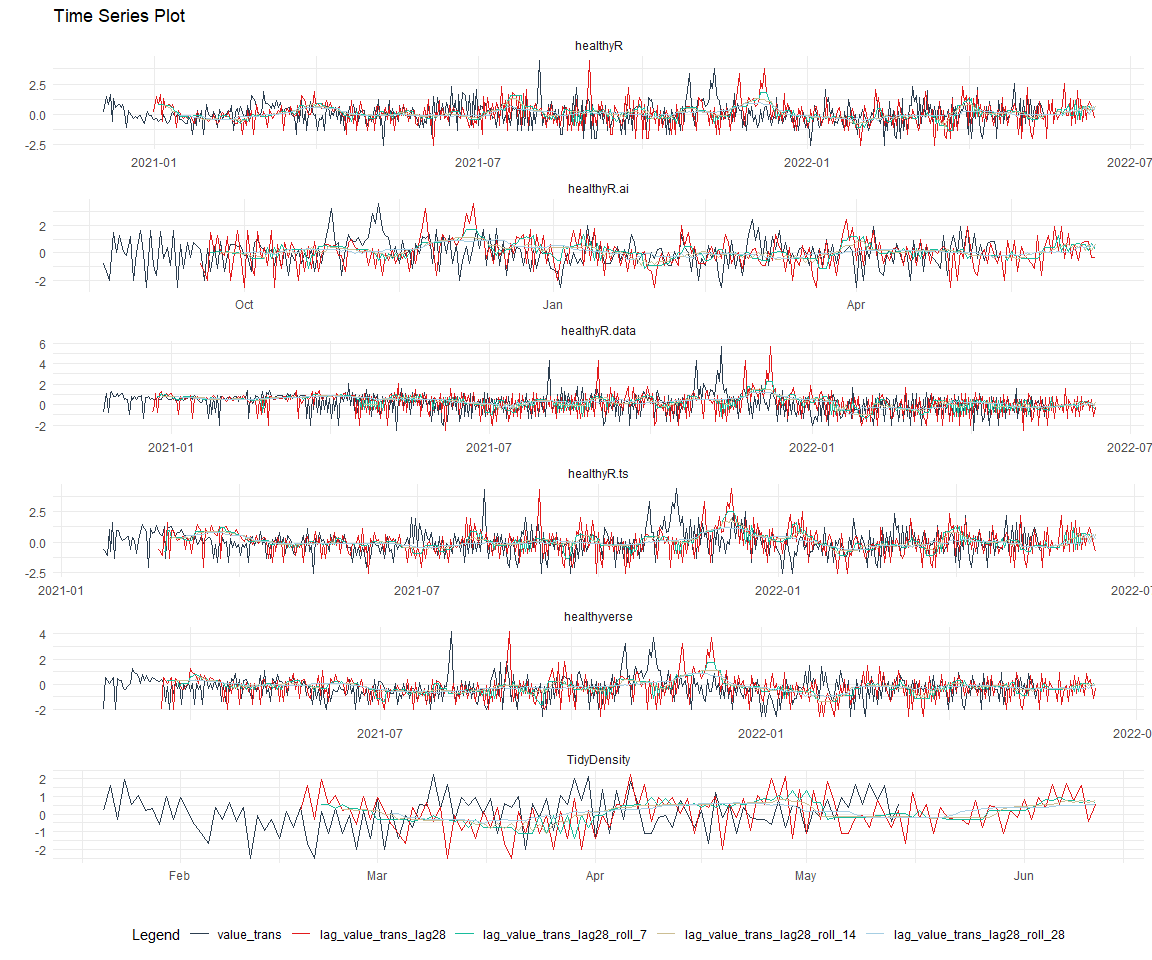 Time Series Plot
healthyR
2.5
0.0
-2.5
2021-01 2021-07 2022-01 2022-07
healthyR.ai
2
0
-2
Oct Jan Apr
healthyR.data
6
4
2
0
-2
2021-01 2021-07 2022-01 2022-07
healthyR.ts
2.5
0.0
-2.5
2021-01 2021-07 2022-01 2022-07
healthyverse
4
2
0
-2
2021-07 2022-01 2022-0
TidyDensity
2
1
0
-1
-2
Feb Mar Apr May Jun
Legend value_trans lag_value_trans_lag28 lag_value_trans_lag28_roll_7 lag_value_trans_lag28_roll_14 lag_value_trans_lag28_roll_28